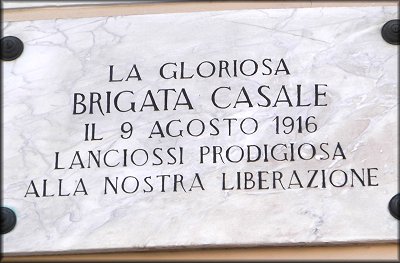 LA GLORIOSA
BRIGATA CASALE
IL 9 AGOSTO 1916
LANCIOSSI PRODIGIOSA
ALLA NOSTRA LIBERAZIONE